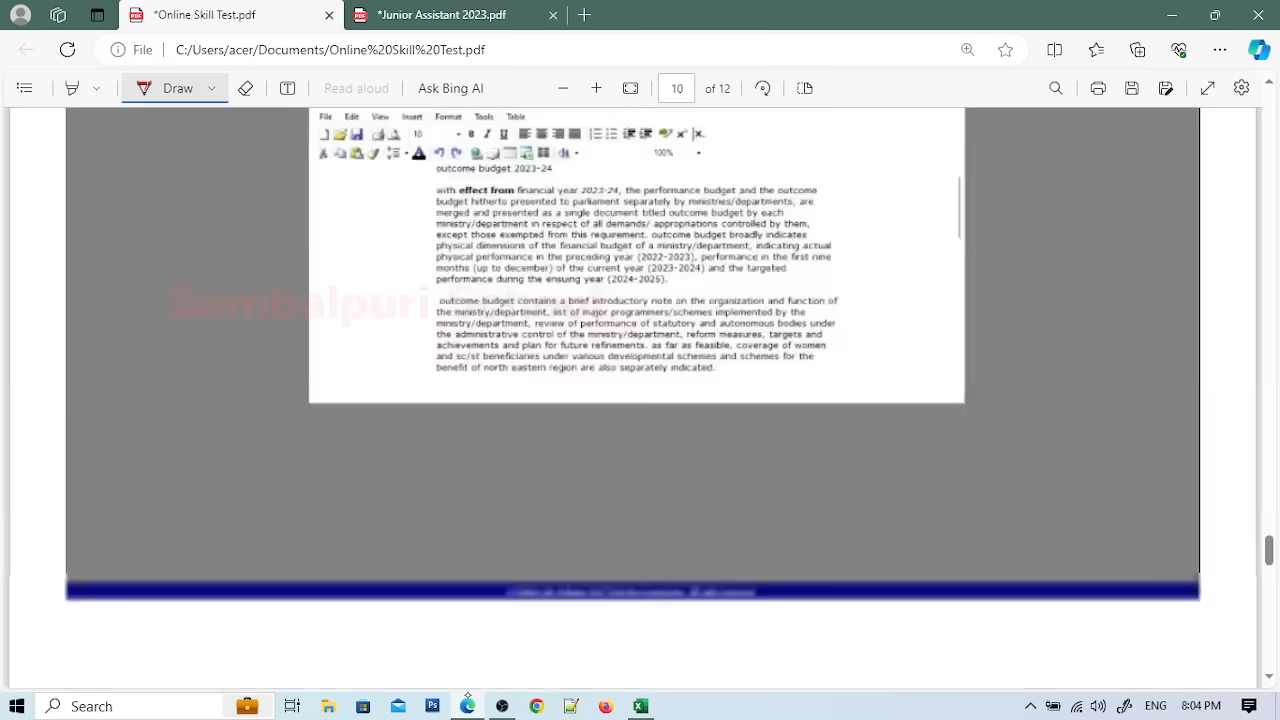 *Online Skill Test.pdf
*Junior Assistant 2200.pdf
File
C:/Users/acer/Documents/Online%20Skill%20Test.pdf
Draw
Read aloud
Ask Bing AI
10
of 12
File Edit View Insert Format Tools Table
10
B I U
100%
outcome budget 2023-24
with effect from financial year 2023-24, the performance budget and the outcome
budget hitherto presented to parliament separately by ministries/departments, are
merged and presented as a single document titled outcome budget by each
ministry/department in respect of all demands/ appropriations controlled by them,
except those exempted from this requirement. outcome budget broadly indicates
physical dimensions of the financial budget of a ministry/department, indicating actual
physical performance in the preceding year (2022-2023), performance in the first nine
months (up to december) of the current year (2023-2024) and the targeted
performance during the ensuing year (2024-2025).
outcome budget contains a brief introductory note on the organization and function of
the ministry/department, list of major programmers/schemes implemented by the
ministry/department, review of performance of statutory and autonomous bodies under
the administrative control of the ministry/department, reform measures, targets and
achievements and plan for future refinements. as far as feasible, coverage of women
and sc/st beneficiaries under various developmental schemes and schemes for the
benefit of north eastern region are also separately indicated.
Sambalpuri
Search
ENG
8:04 PM